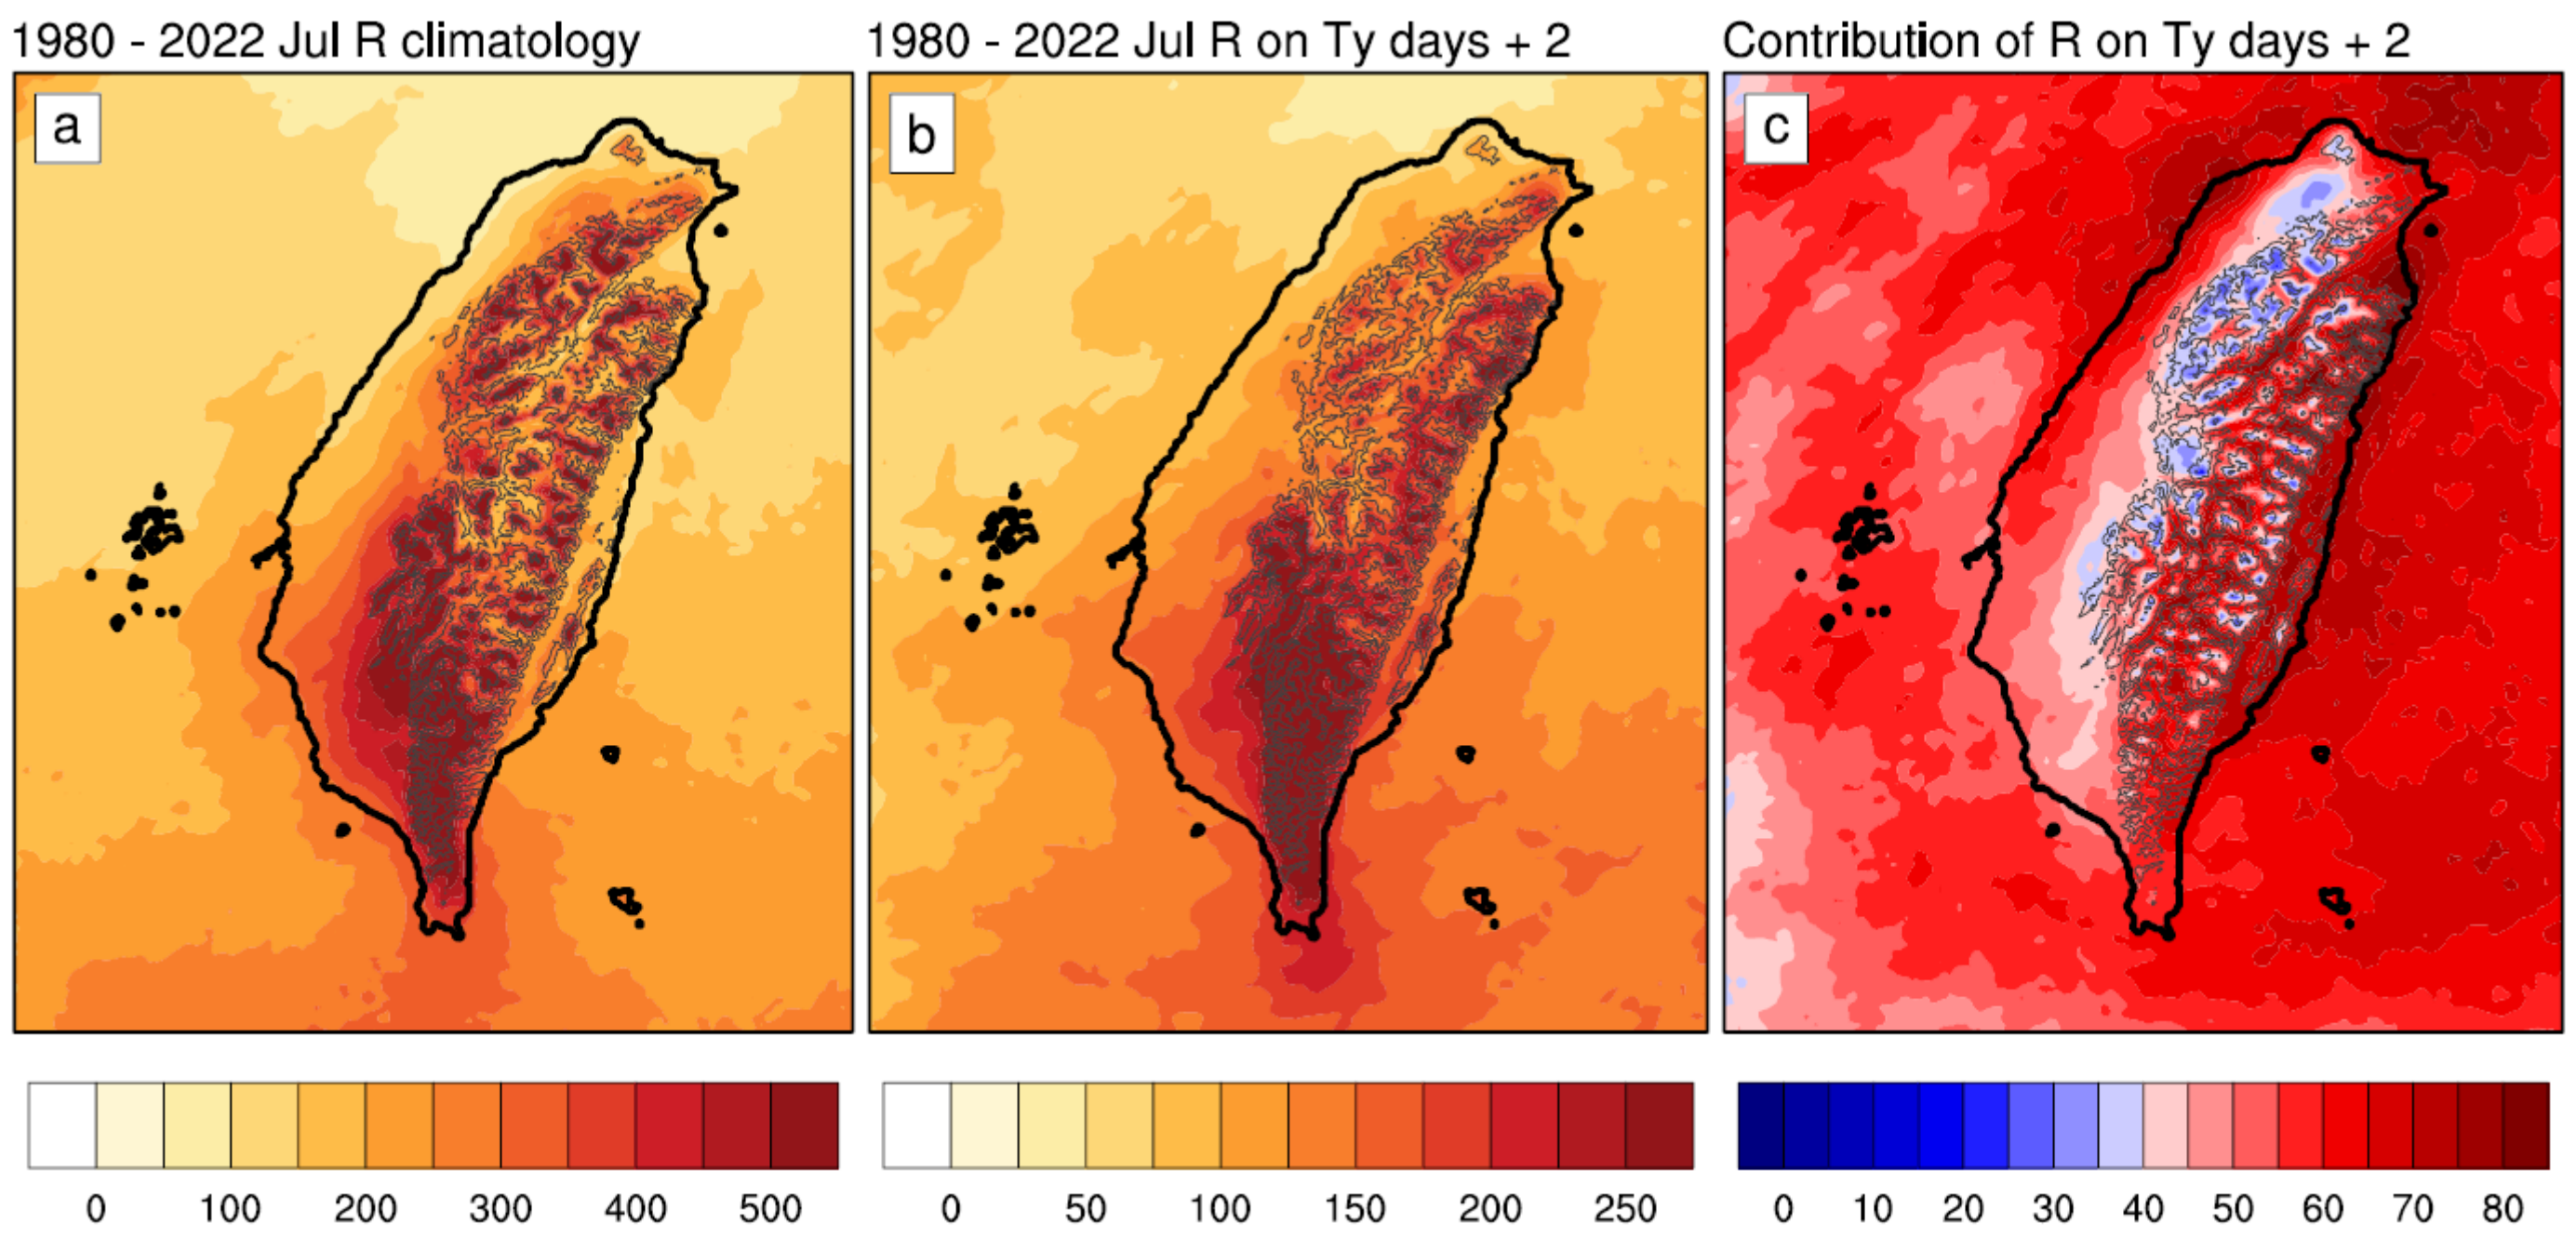 1980 - 2022 Jul R climatology
1980 - 2022 Jul R on Ty days + 2
Contribution of R on Ty days + 2
a
b
c
0 100 200 300 400 500
0 50 100 150 200 250
0 10 20 30 40 50 60 70 80